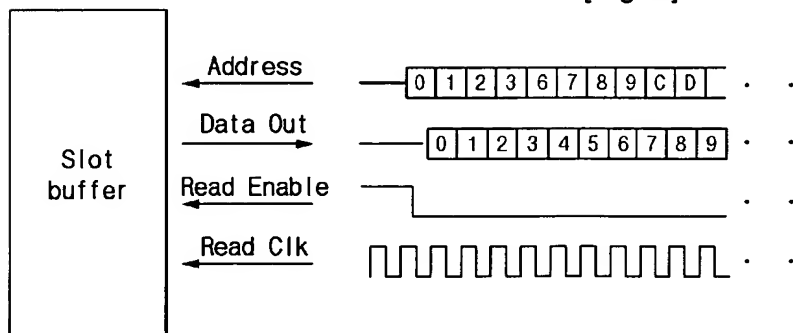 Address
0 1 2 3 6 7 8 9 C D
Data Out
0 1 2 3 4 5 6 7 8 9
Slot
buffer
Read Enable
Read Clk